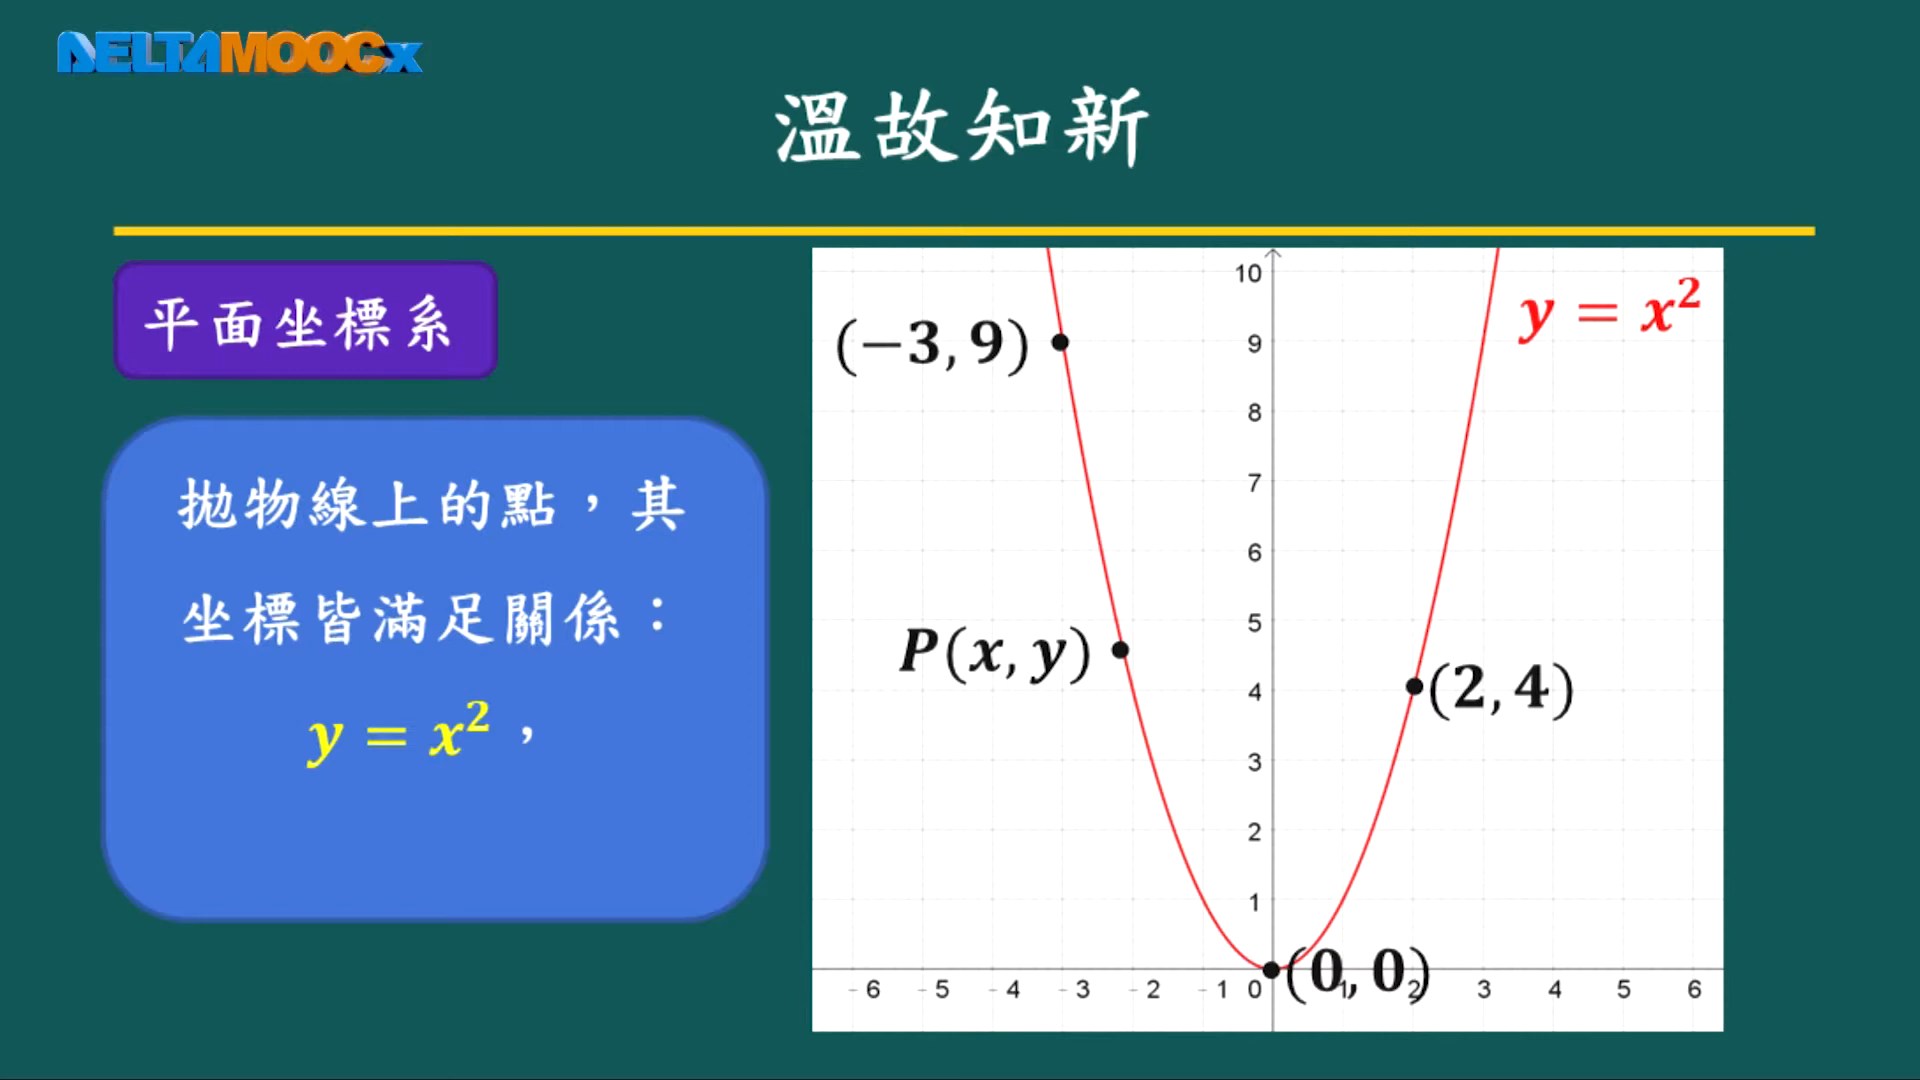 DELTAMOOCx
溫故知新
平面坐標系
拋物線上的點，其
坐標皆滿足關係：
y = x²，
y = x²
(−3, 9)
P(x, y)
(2, 4)
(0, 0)
10
9
8
7
6
5
4
3
2
1
-6 -5 -4 -3 -2 -1 0 1 2 3 4 5 6